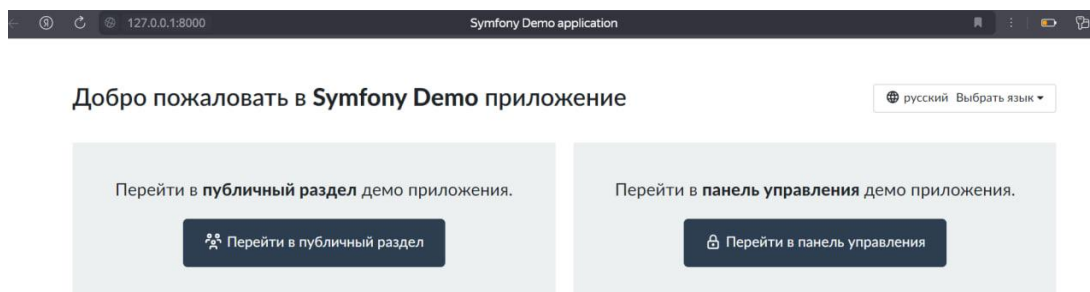 127.0.0.1:8000
Symfony Demo application
Добро пожаловать в Symfony Demo приложение
русский Выбрать язык
Перейти в публичный раздел демо приложения.
Перейти в публичный раздел
Перейти в панель управления демо приложения.
Перейти в панель управления